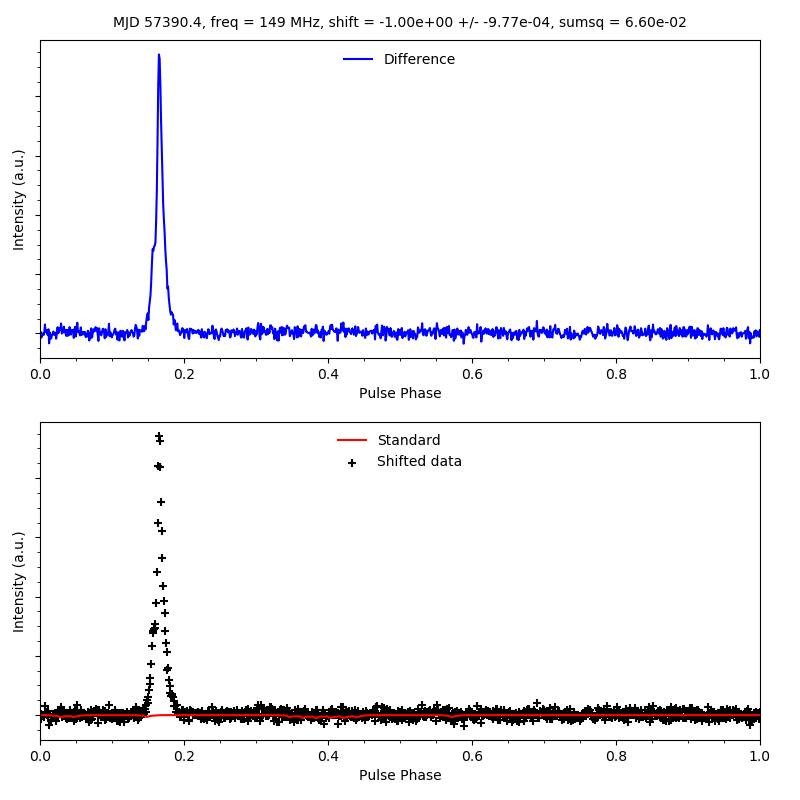 MJD 57390.4, freq = 149 MHz, shift = -1.00e+00 +/- -9.77e-04, sumsq = 6.60e-02
Difference
Intensity (a.u.)
0.0 0.2 0.4 0.6 0.8 1.0
Pulse Phase
Standard
Shifted data
Intensity (a.u.)
0.0 0.2 0.4 0.6 0.8 1.0
Pulse Phase